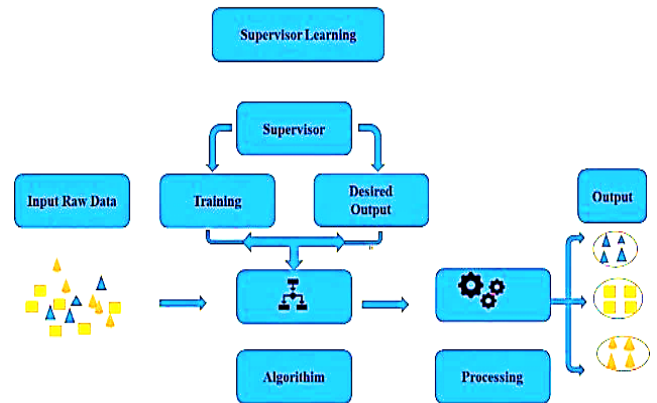 Supervisor Learning
Supervisor
Input Raw Data
Training
Desired
Output
Output
Algorithim
Processing